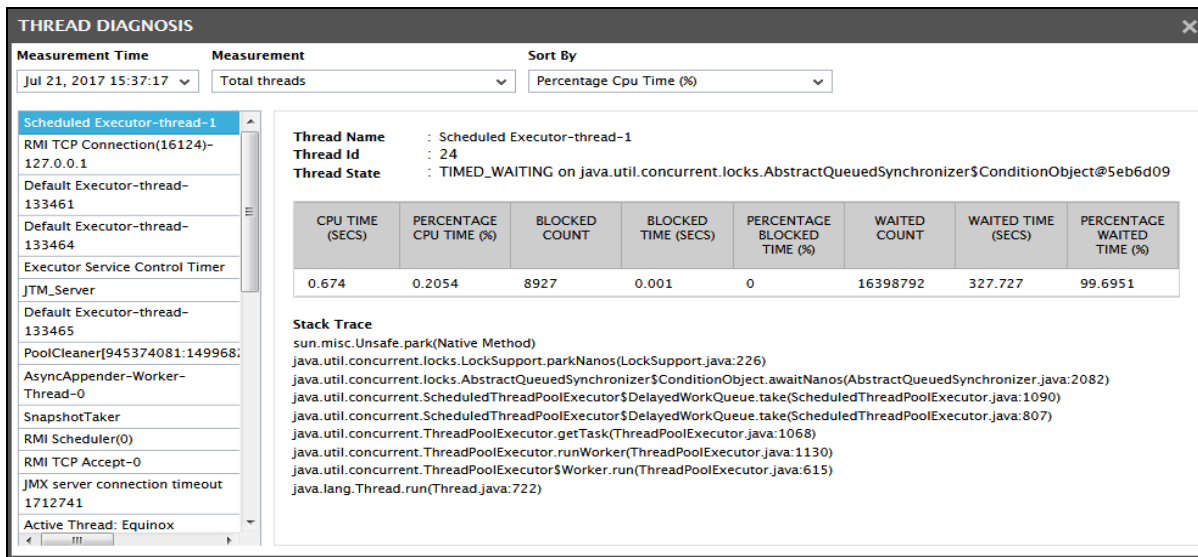 THREAD DIAGNOSIS
Measurement Time Measurement Sort By
Jul 21, 2017 15:37:17 Total threads Percentage Cpu Time (%)
Scheduled Executor-thread-1
RMI TCP Connection(16124)-
127.0.0.1
Default Executor-thread-
133461
Default Executor-thread-
133464
Executor Service Control Timer
JTM_Server
Default Executor-thread-
133465
PoolCleaner[945374081:149968
AsyncAppender-Worker-
Thread-0
SnapshotTaker
RMI Scheduler(0)
RMI TCP Accept-0
JMX server connection timeout
1712741
Active Thread: Equinox
Thread Name : Scheduled Executor-thread-1
Thread Id : 24
Thread State : TIMED_WAITING on java.util.concurrent.locks.AbstractQueuedSynchronizer$ConditionObject@5eb6d09
CPU TIME (SECS) PERCENTAGE CPU TIME (%) BLOCKED COUNT BLOCKED TIME (SECS) PERCENTAGE BLOCKED TIME (%) WAITED COUNT WAITED TIME (SECS) PERCENTAGE WAITED TIME (%)
0.674 0.2054 8927 0.001 0 16398792 327.727 99.6951
Stack Trace
sun.misc.Unsafe.park(Native Method)
java.util.concurrent.locks.LockSupport.parkNanos(LockSupport.java:226)
java.util.concurrent.locks.AbstractQueuedSynchronizer$ConditionObject.awaitNanos(AbstractQueuedSynchronizer.java:2082)
java.util.concurrent.ScheduledThreadPoolExecutor$DelayedWorkQueue.take(ScheduledThreadPoolExecutor.java:1090)
java.util.concurrent.ScheduledThreadPoolExecutor$DelayedWorkQueue.take(ScheduledThreadPoolExecutor.java:807)
java.util.concurrent.ThreadPoolExecutor.getTask(ThreadPoolExecutor.java:1068)
java.util.concurrent.ThreadPoolExecutor.runWorker(ThreadPoolExecutor.java:1130)
java.util.concurrent.ThreadPoolExecutor$Worker.run(ThreadPoolExecutor.java:615)
java.lang.Thread.run(Thread.java:722)